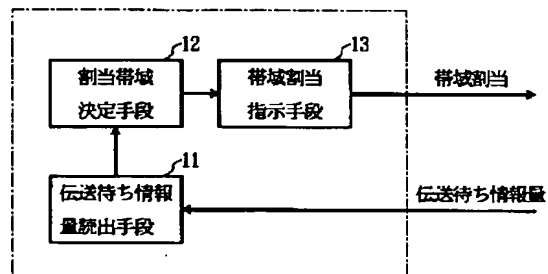 12
割当帯域
決定手段
13
帯域割当
指示手段
帯域割当
11
伝送待ち情報
量読出手段
伝送待ち情報量